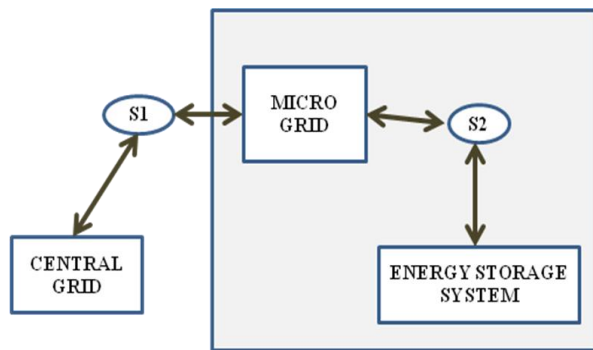 S1
MICRO
GRID
S2
CENTRAL
GRID
ENERGY STORAGE
SYSTEM